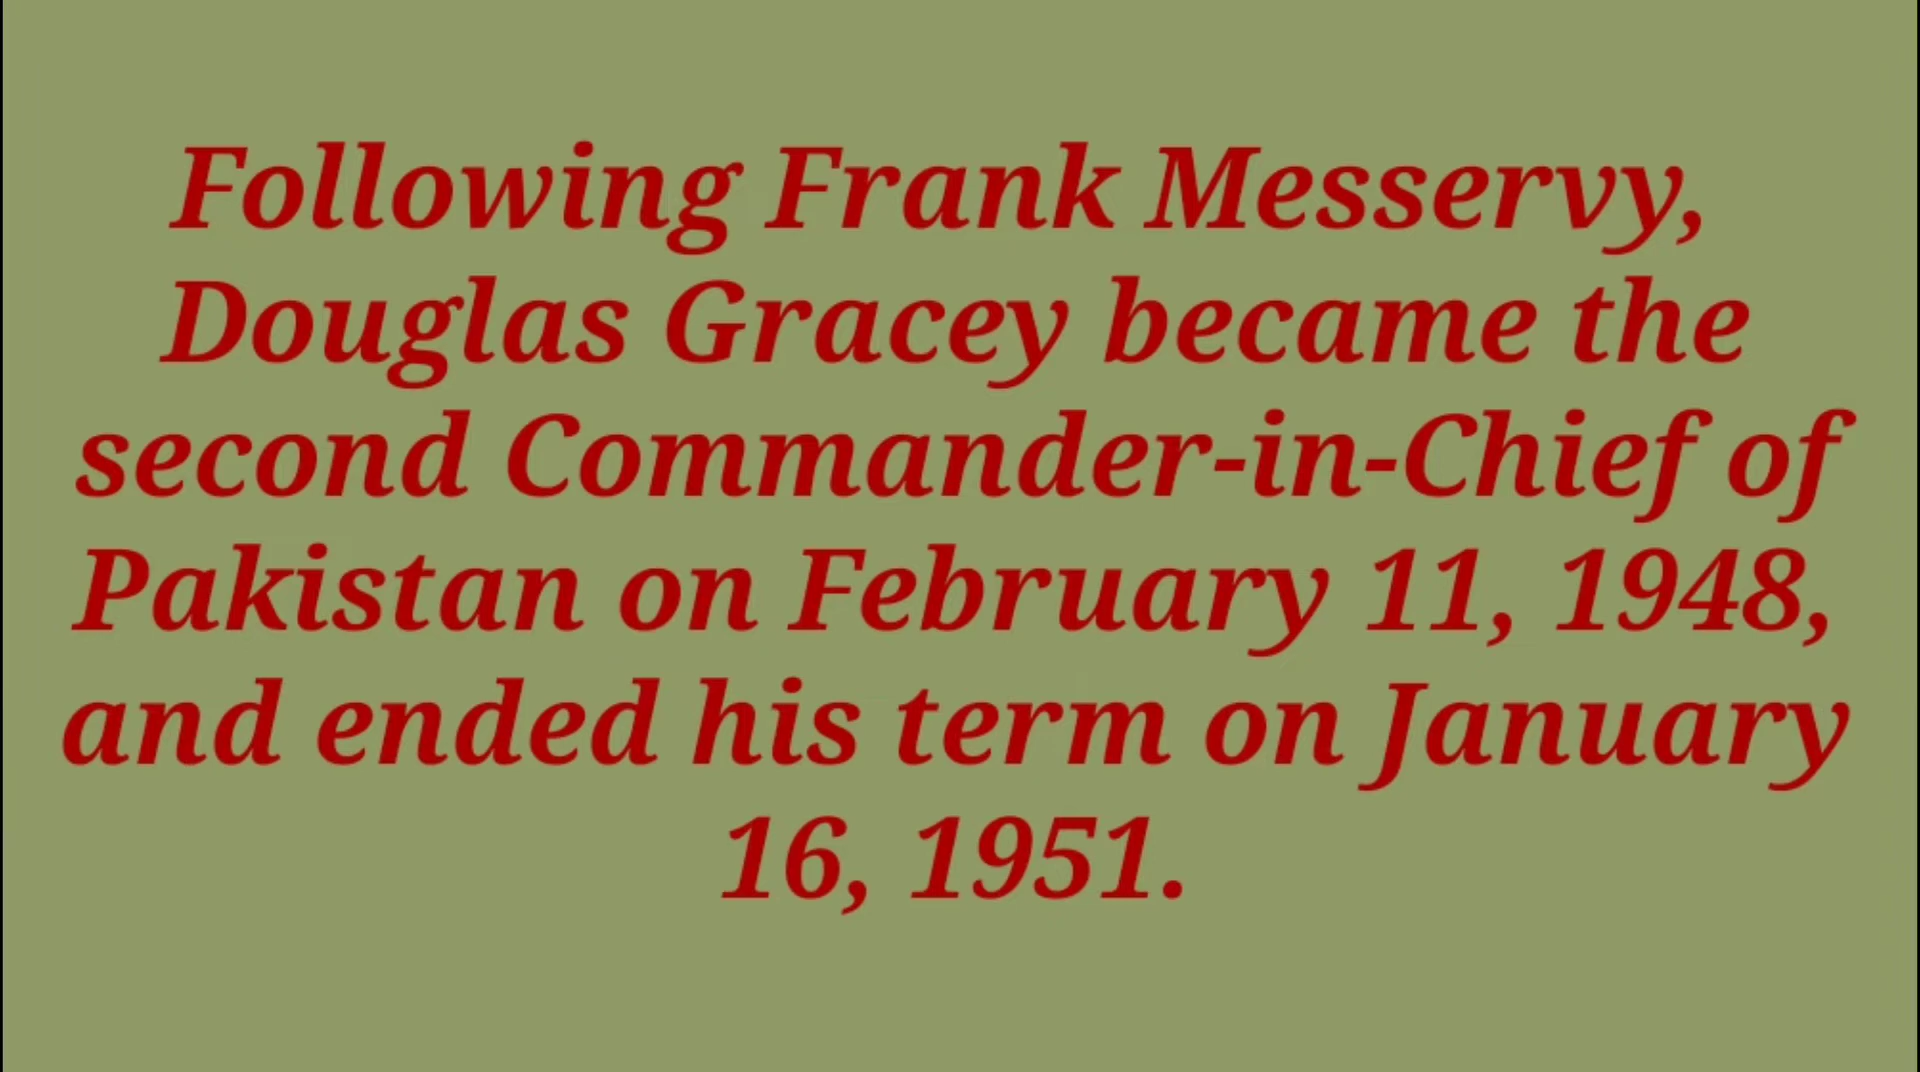 Following Frank Messervy,
Douglas Gracey became the
second Commander-in-Chief of
Pakistan on February 11, 1948,
and ended his term on January
16, 1951.